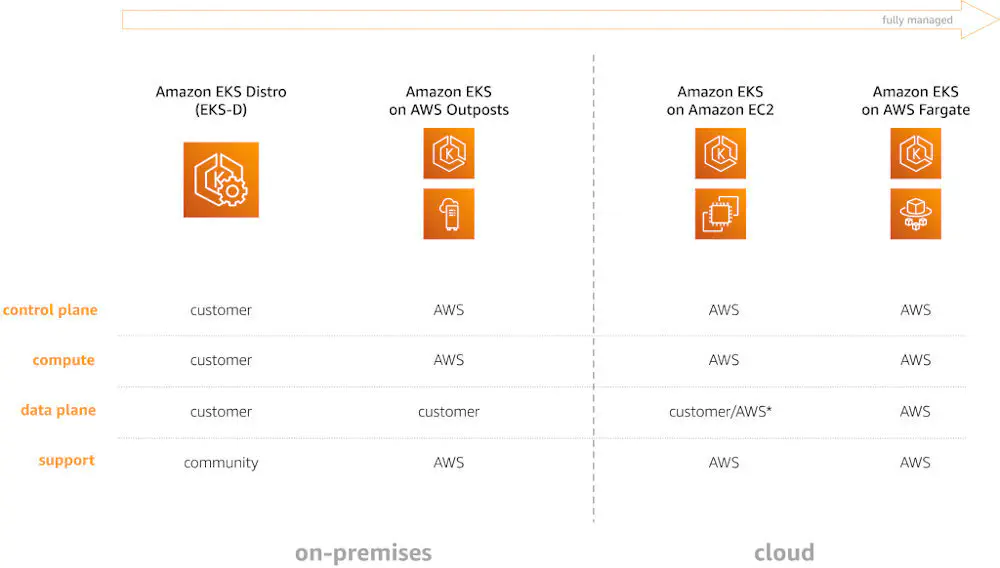 fully managed
Amazon EKS Distro
(EKS-D)
Amazon EKS
on AWS Outposts
Amazon EKS
on Amazon EC2
Amazon EKS
on AWS Fargate
K
K
K
K
control plane customer AWS AWS AWS
compute customer AWS AWS AWS
data plane customer customer customer/AWS* AWS
support community AWS AWS AWS
on-premises cloud